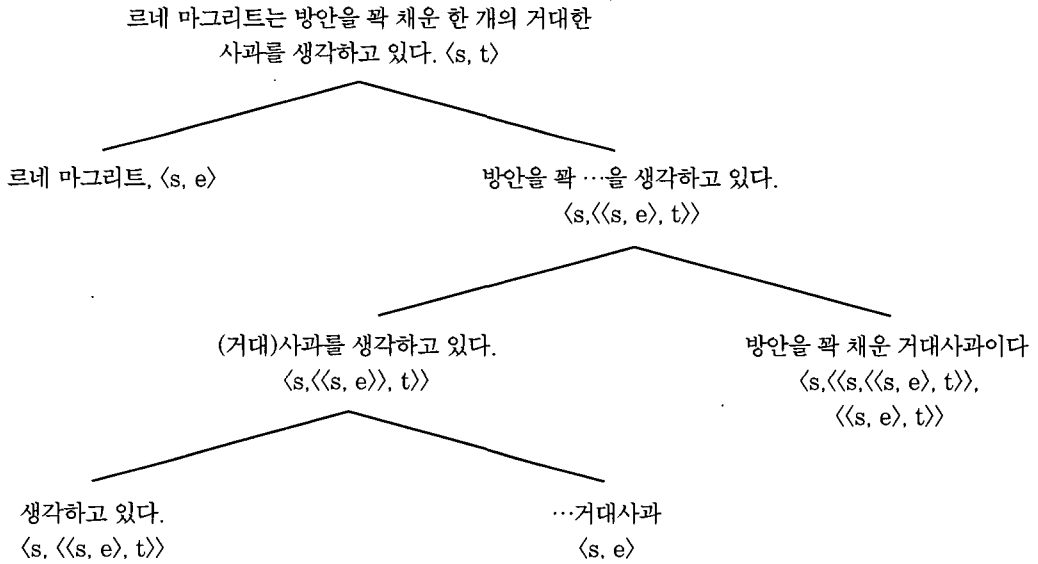 르네 마그리트는 방안을 꽉 채운 한 개의 거대한
사과를 생각하고 있다. 〈s, t〉
르네 마그리트, 〈s, e〉
방안을 꽉 …을 생각하고 있다.
〈s,〈〈s, e〉, t〉〉
(거대)사과를 생각하고 있다.
〈s,〈〈s, e〉〉, t〉〉
방안을 꽉 채운 거대사과이다
〈s,〈〈s,〈〈s, e〉, t〉〉,
〈〈s, e〉, t〉〉
생각하고 있다.
〈s, 〈〈s, e〉, t〉〉
…거대사과
〈s, e〉